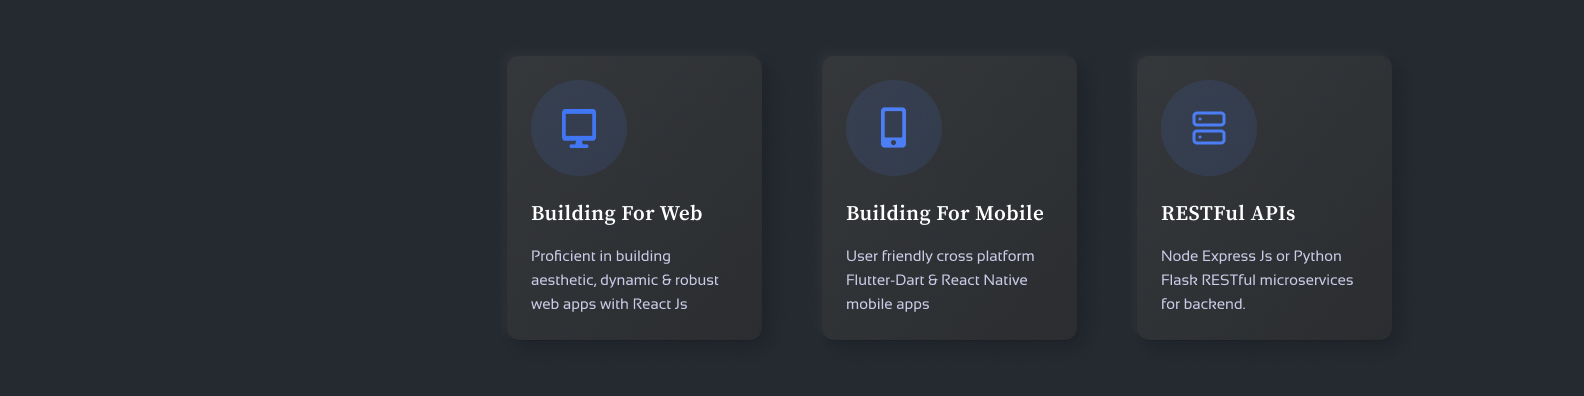 Building For Web
Proficient in building
aesthetic, dynamic & robust
web apps with React Js
Building For Mobile
User friendly cross platform
Flutter-Dart & React Native
mobile apps
RESTFul APIs
Node Express Js or Python
Flask RESTful microservices
for backend.